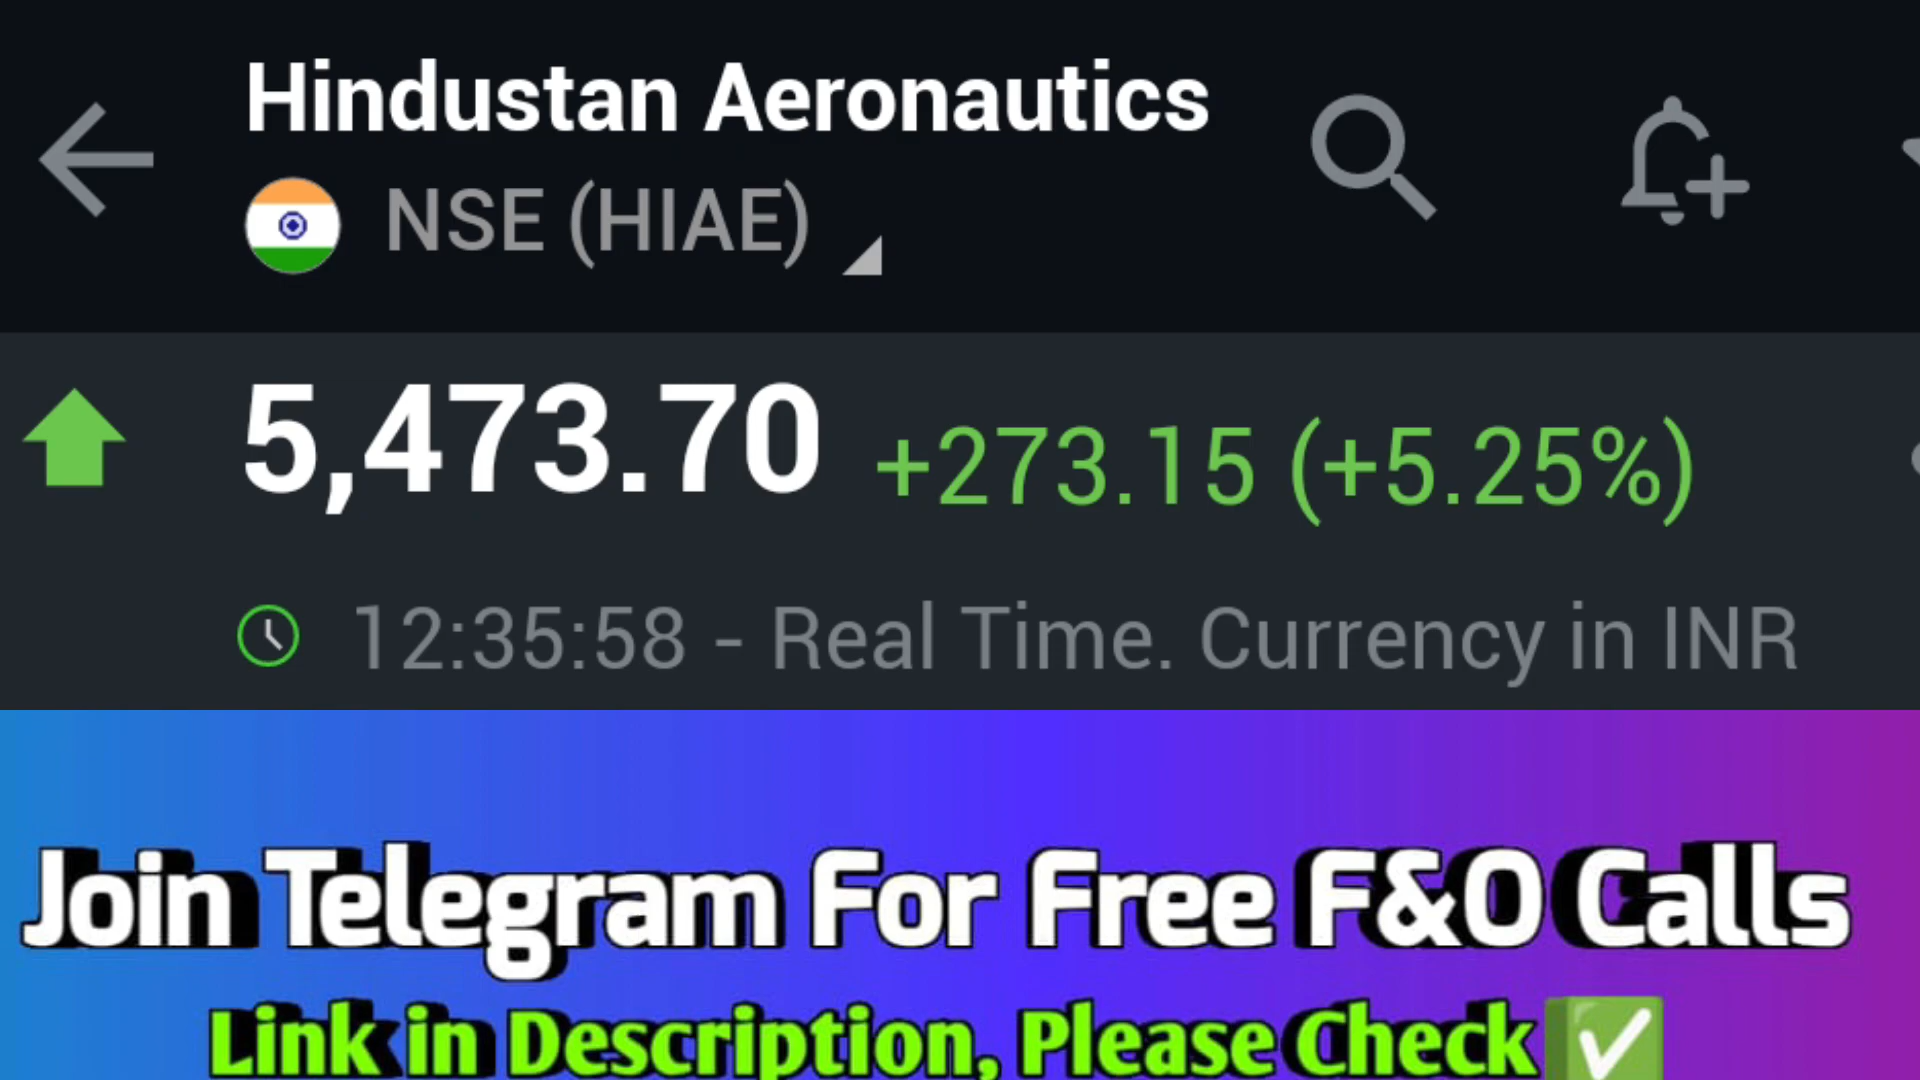 Hindustan Aeronautics
NSE (HIAE)
5,473.70 +273.15 (+5.25%)
12:35:58 - Real Time. Currency in INR
Join Telegram For Free F&O Calls
Link in Description, Please Check ✅